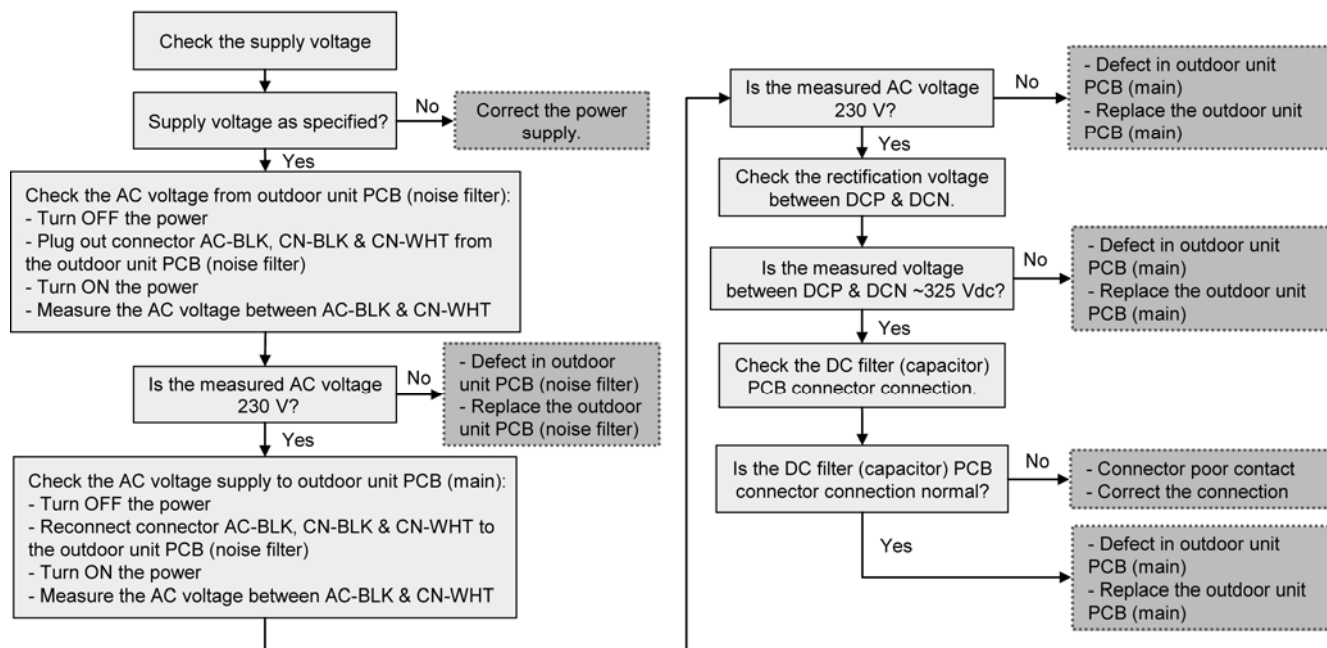 Check the supply voltage
Supply voltage as specified?
No
Correct the power
supply.
Yes
Check the AC voltage from outdoor unit PCB (noise filter):
- Turn OFF the power
- Plug out connector AC-BLK, CN-BLK & CN-WHT from
the outdoor unit PCB (noise filter)
- Turn ON the power
- Measure the AC voltage between AC-BLK & CN-WHT
Is the measured AC voltage
230 V?
No
- Defect in outdoor
unit PCB (noise filter)
- Replace the outdoor
unit PCB (noise filter)
Yes
Check the AC voltage supply to outdoor unit PCB (main):
- Turn OFF the power
- Reconnect connector AC-BLK, CN-BLK & CN-WHT to
the outdoor unit PCB (noise filter)
- Turn ON the power
- Measure the AC voltage between AC-BLK & CN-WHT
Is the measured AC voltage
230 V?
No
- Defect in outdoor unit
PCB (main)
- Replace the outdoor unit
PCB (main)
Yes
Check the rectification voltage
between DCP & DCN.
Is the measured voltage
between DCP & DCN ~325 Vdc?
No
- Defect in outdoor unit
PCB (main)
- Replace the outdoor unit
PCB (main)
Yes
Check the DC filter (capacitor)
PCB connector connection.
Is the DC filter (capacitor) PCB
connector connection normal?
No
- Connector poor contact
- Correct the connection
Yes
- Defect in outdoor unit
PCB (main)
- Replace the outdoor unit
PCB (main)